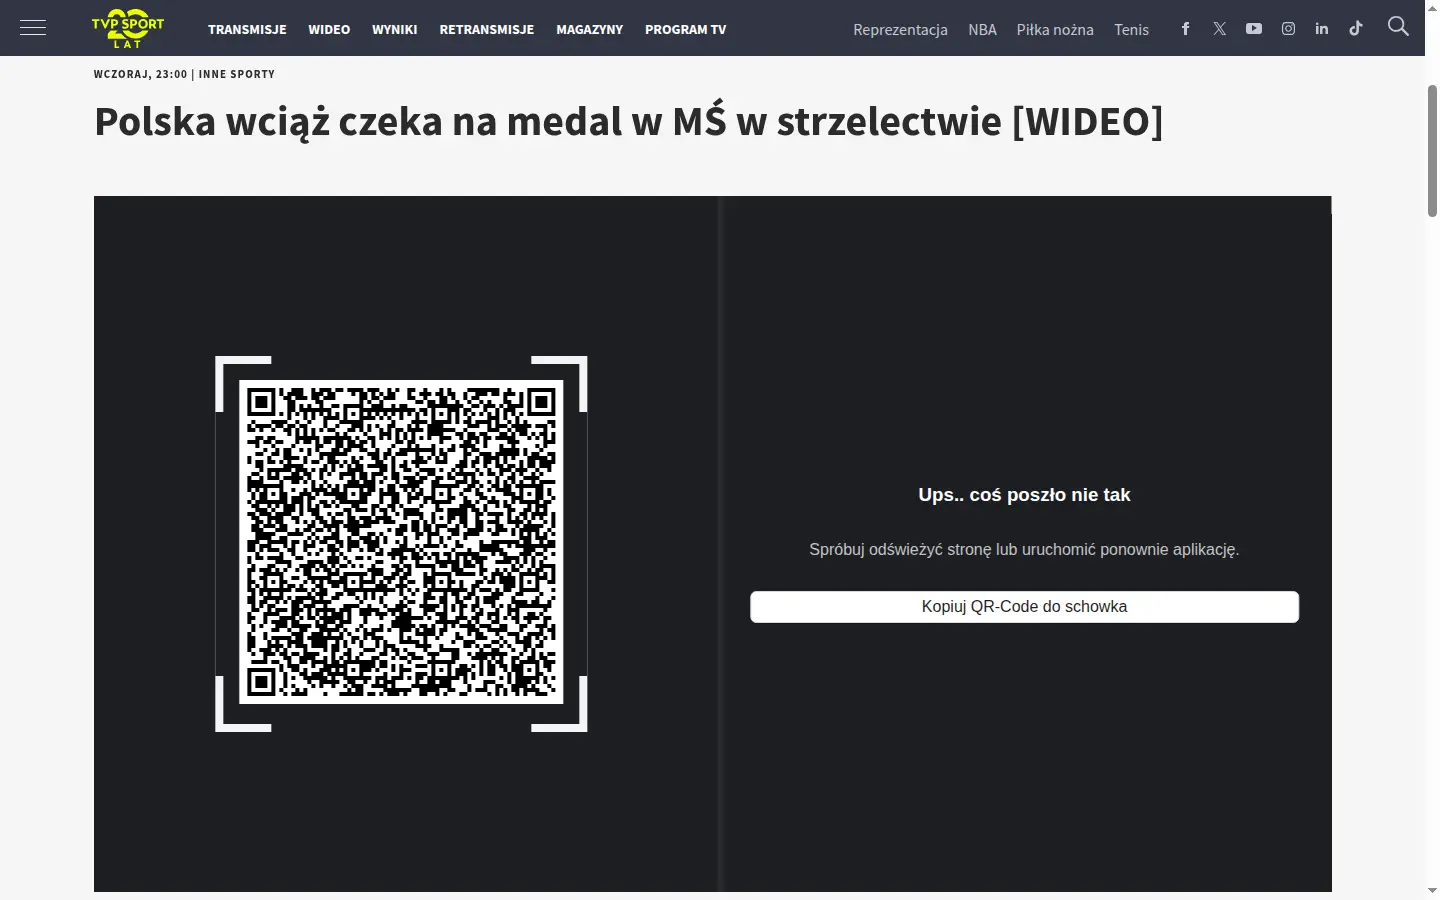 TVP SPORT
20
LAT
TRANSMISJE WIDEO WYNIKI RETRANSMISJE MAGAZYNY PROGRAM TV
Reprezentacja NBA Piłka nożna Tenis
WCZORAJ, 23:00 | INNE SPORTY
Polska wciąż czeka na medal w MŚ w strzelectwie [WIDEO]
Ups.. coś poszło nie tak
Spróbuj odświeżyć stronę lub uruchomić ponownie aplikację.
Kopiuj QR-Code do schowka